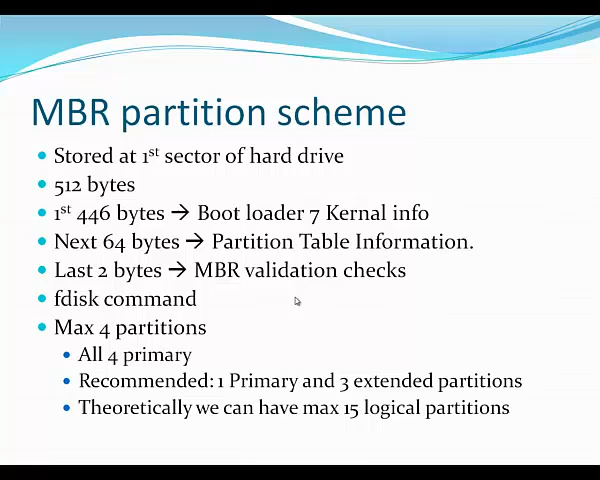 MBR partition scheme
Stored at 1st sector of hard drive
512 bytes
1st 446 bytes → Boot loader 7 Kernal info
Next 64 bytes → Partition Table Information.
Last 2 bytes → MBR validation checks
fdisk command
Max 4 partitions
All 4 primary
Recommended: 1 Primary and 3 extended partitions
Theoretically we can have max 15 logical partitions